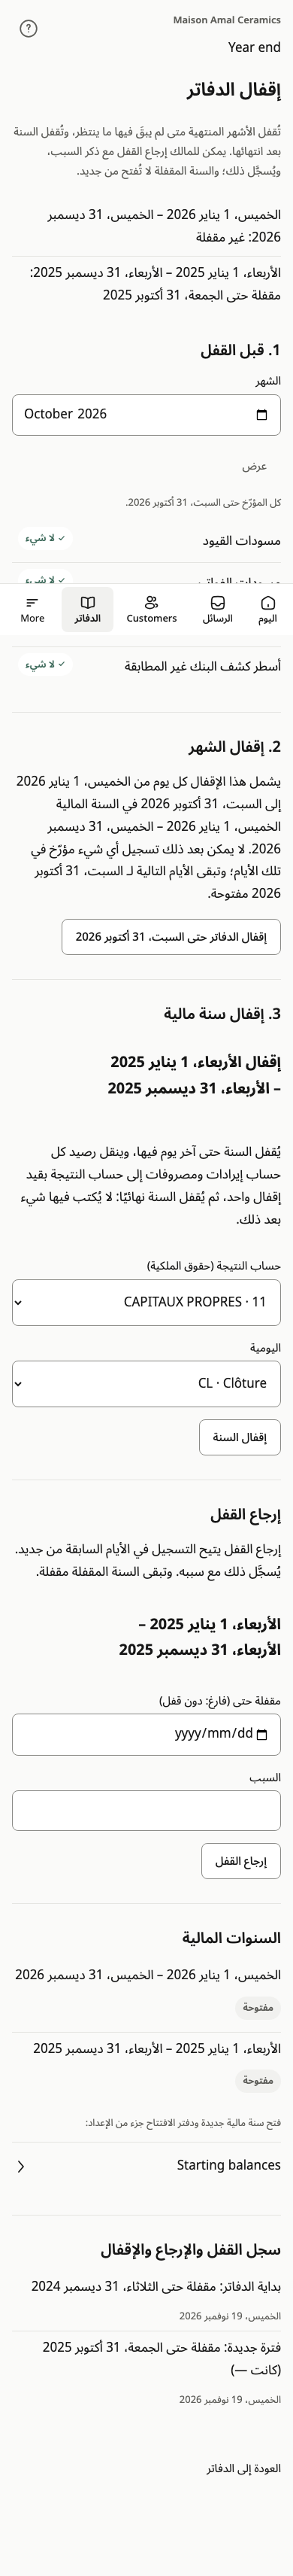 Maison Amal Ceramics
Year end
إقفال الدفاتر
تُقفل الأشهر المنتهية متى لم يبقَ فيها ما ينتظر، وتُقفل السنة
بعد انتهائها. يمكن للمالك إرجاع القفل مع ذكر السبب،
ويُسجَّل ذلك؛ والسنة المقفلة لا تُفتح من جديد.
الخميس، 1 يناير 2026 – الخميس، 31 ديسمبر
2026: غير مقفلة
الأربعاء، 1 يناير 2025 – الأربعاء، 31 ديسمبر 2025:
مقفلة حتى الجمعة، 31 أكتوبر 2025
1. قبل القفل
الشهر
October 2026
عرض
كل المؤرّخ حتى السبت، 31 أكتوبر 2026.
مسودات القيود
لا شيء
لا شيء
اليوم
الرسائل
Customers
الدفاتر
More
أسطر كشف البنك غير المطابقة
لا شيء
2. إقفال الشهر
يشمل هذا الإقفال كل يوم من الخميس، 1 يناير 2026
إلى السبت، 31 أكتوبر 2026 في السنة المالية
الخميس، 1 يناير 2026 – الخميس، 31 ديسمبر
2026. لا يمكن بعد ذلك تسجيل أي شيء مؤرّخ في
تلك الأيام؛ وتبقى الأيام التالية لـ السبت، 31 أكتوبر
2026 مفتوحة.
إقفال الدفاتر حتى السبت، 31 أكتوبر 2026
3. إقفال سنة مالية
إقفال الأربعاء، 1 يناير 2025
– الأربعاء، 31 ديسمبر 2025
يُقفل السنة حتى آخر يوم فيها، وينقل رصيد كل
حساب إيرادات ومصروفات إلى حساب النتيجة بقيد
إقفال واحد، ثم يُقفل السنة نهائيًا: لا يُكتب فيها شيء
بعد ذلك.
حساب النتيجة (حقوق الملكية)
11 · CAPITAUX PROPRES
اليومية
CL · Clôture
إقفال السنة
إرجاع القفل
إرجاع القفل يتيح التسجيل في الأيام السابقة من جديد.
يُسجَّل ذلك مع سببه. وتبقى السنة المقفلة مقفلة.
الأربعاء، 1 يناير 2025 –
الأربعاء، 31 ديسمبر 2025
مقفلة حتى (فارغ: دون قفل)
yyyy/mm/dd
السبب
إرجاع القفل
السنوات المالية
الخميس، 1 يناير 2026 – الخميس، 31 ديسمبر 2026
مفتوحة
الأربعاء، 1 يناير 2025 – الأربعاء، 31 ديسمبر 2025
مفتوحة
فتح سنة مالية جديدة ودفتر الافتتاح جزء من الإعداد:
Starting balances
سجل القفل والإرجاع والإقفال
بداية الدفاتر: مقفلة حتى الثلاثاء، 31 ديسمبر 2024
الخميس، 19 نوفمبر 2026
فترة جديدة: مقفلة حتى الجمعة، 31 أكتوبر 2025
(كانت —)
الخميس، 19 نوفمبر 2026
العودة إلى الدفاتر